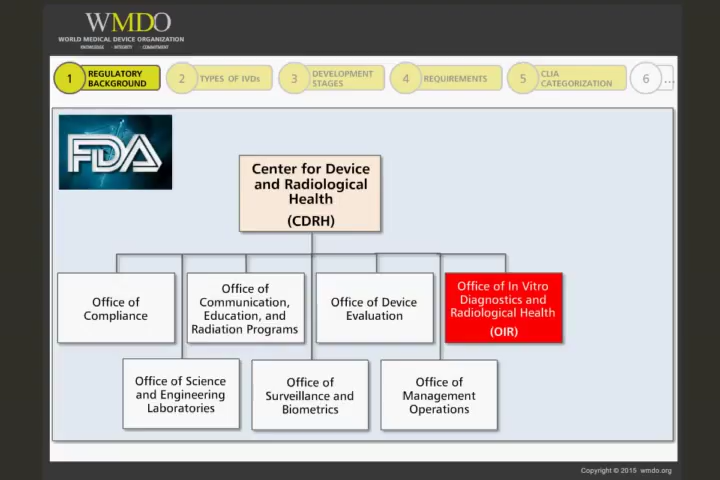 WMDO
WORLD MEDICAL DEVICE ORGANIZATION
KNOWLEDGE INTEGRITY COMMITMENT
1 REGULATORY BACKGROUND
2 TYPES OF IVDs
3 DEVELOPMENT STAGES
4 REQUIREMENTS
5 CLIA CATEGORIZATION
6 ...
FDA
Center for Device
and Radiological
Health
(CDRH)
Office of
Compliance
Office of
Communication,
Education, and
Radiation Programs
Office of Device
Evaluation
Office of In Vitro
Diagnostics and
Radiological Health
(OIR)
Office of Science
and Engineering
Laboratories
Office of
Surveillance and
Biometrics
Office of
Management
Operations
Copyright © 2015 wmdo.org